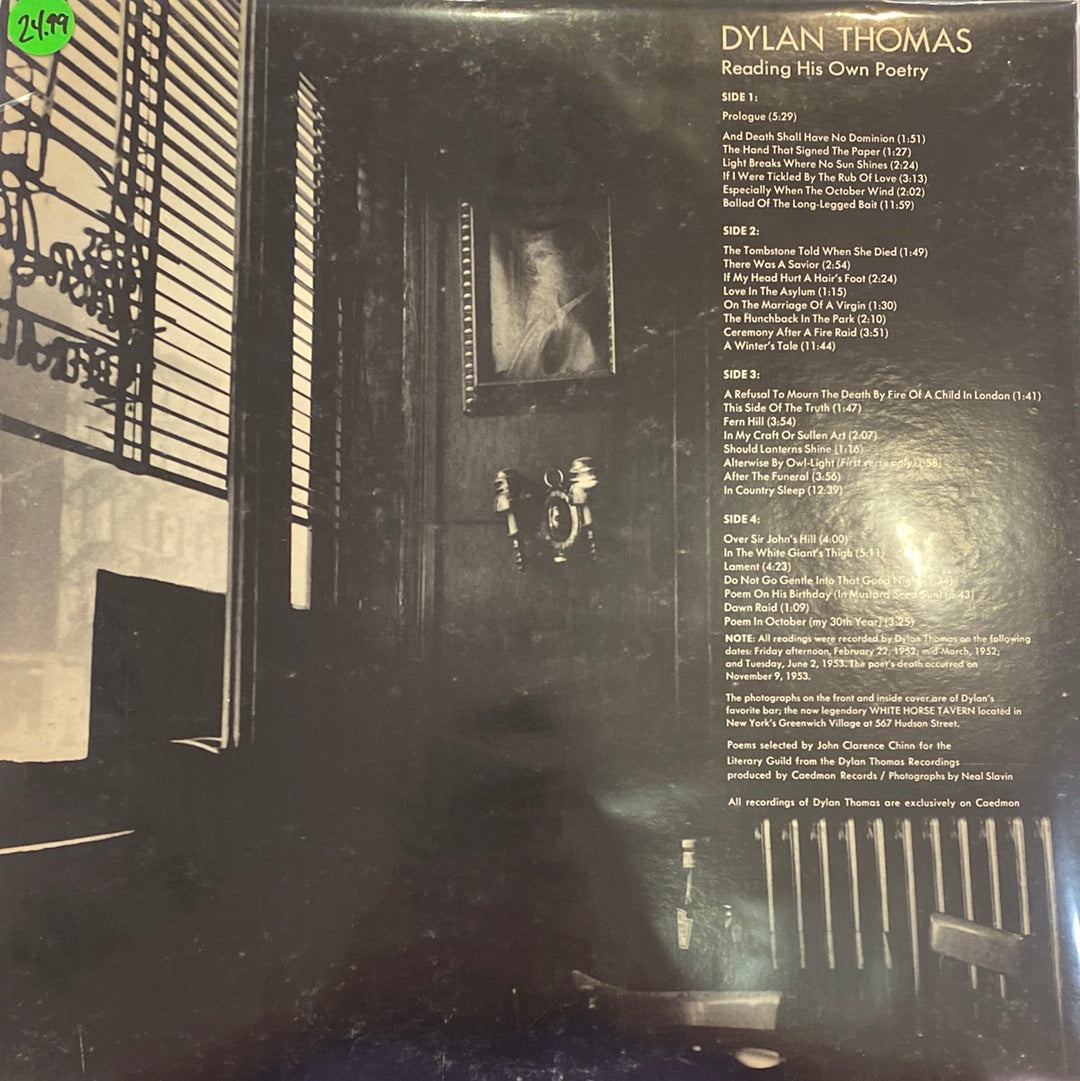 24.99
DYLAN THOMAS
Reading His Own Poetry
SIDE 1:
Prologue (5:29)
And Death Shall Have No Dominion (1:51)
The Hand That Signed The Paper (1:27)
Light Breaks Where No Sun Shines (2:24)
If I Were Tickled By The Rub Of Love (3:13)
Especially When The October Wind (2:02)
Ballad Of The Long-Legged Bait (11:59)
SIDE 2:
The Tombstone Told When She Died (1:49)
There Was A Savior (2:54)
If My Head Hurt A Hair's Foot (2:24)
Love In The Asylum (1:15)
On The Marriage Of A Virgin (1:30)
The Hunchback In The Park (2:10)
Ceremony After A Fire Raid (3:51)
A Winter's Tale (11:44)
SIDE 3:
A Refusal To Mourn The Death By Fire Of A Child In London (1:41)
This Side Of The Truth (1:47)
Fern Hill (3:54)
In My Craft Or Sullen Art (2:07)
Should Lanterns Shine (1:16)
Alterwise By Owl-Light (First verse only) (:58)
After The Funeral (3:56)
In Country Sleep (12:39)
SIDE 4:
Over Sir John's Hill (4:00)
In The White Giant's Thigh (5:11)
Lament (4:23)
Do Not Go Gentle Into That Good Night
Poem On His Birthday (In Mustard Seed Sun) (6:43)
Dawn Raid (1:09)
Poem In October (my 30th Year) (3:25)
NOTE: All readings were recorded by Dylan Thomas on the following
dates: Friday afternoon, February 22, 1952; mid-March, 1952;
and Tuesday, June 2, 1953. The poet's death occurred on
November 9, 1953.
The photographs on the front and inside cover are of Dylan's
favorite bar; the now legendary WHITE HORSE TAVERN located in
New York's Greenwich Village at 567 Hudson Street.
Poems selected by John Clarence Chinn for the
Literary Guild from the Dylan Thomas Recordings
produced by Caedmon Records / Photographs by Neal Slavin
All recordings of Dylan Thomas are exclusively on Caedmon